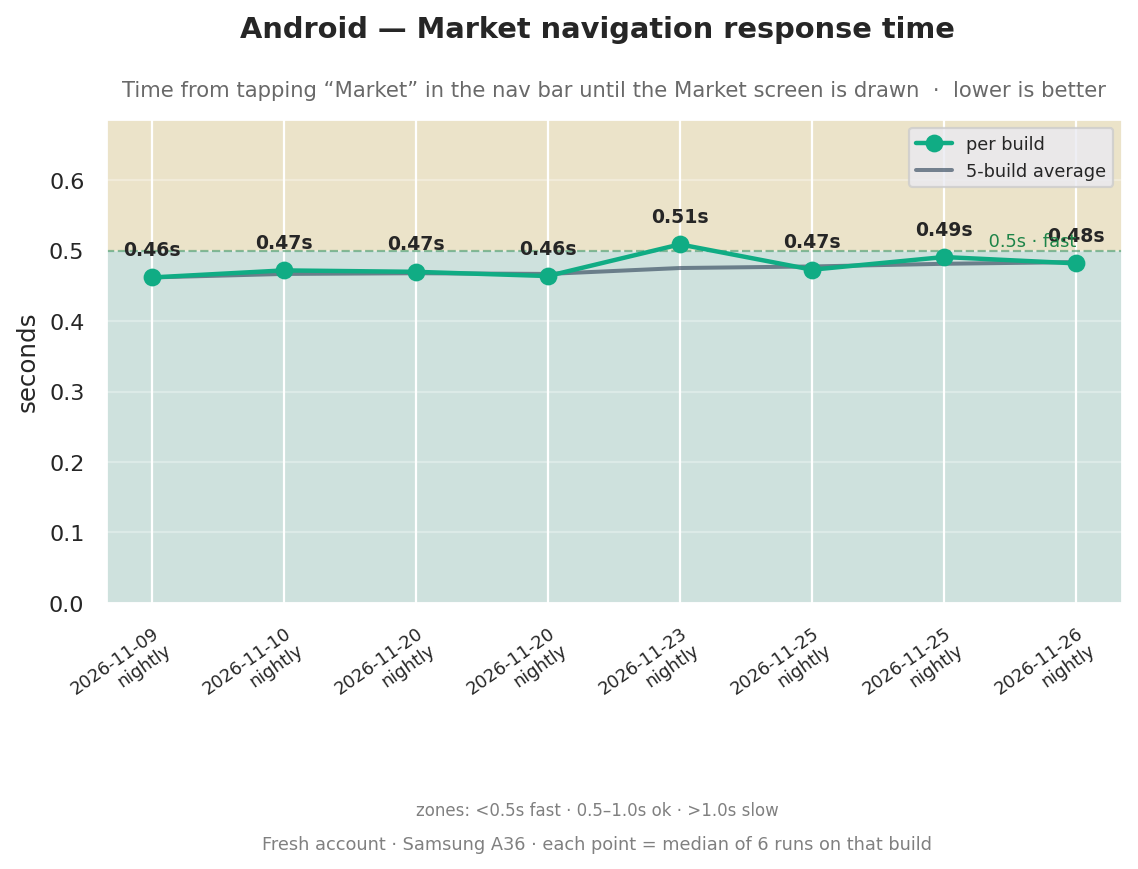 Android — Market navigation response time
Time from tapping “Market” in the nav bar until the Market screen is drawn · lower is better
per build
5-build average
0.46s
0.47s
0.47s
0.46s
0.51s
0.47s
0.49s
0.5s · fast
0.48s
seconds
0.6
0.5
0.4
0.3
0.2
0.1
0.0
2026-11-09
nightly
2026-11-10
nightly
2026-11-20
nightly
2026-11-20
nightly
2026-11-23
nightly
2026-11-25
nightly
2026-11-25
nightly
2026-11-26
nightly
zones: <0.5s fast · 0.5–1.0s ok · >1.0s slow
Fresh account · Samsung A36 · each point = median of 6 runs on that build